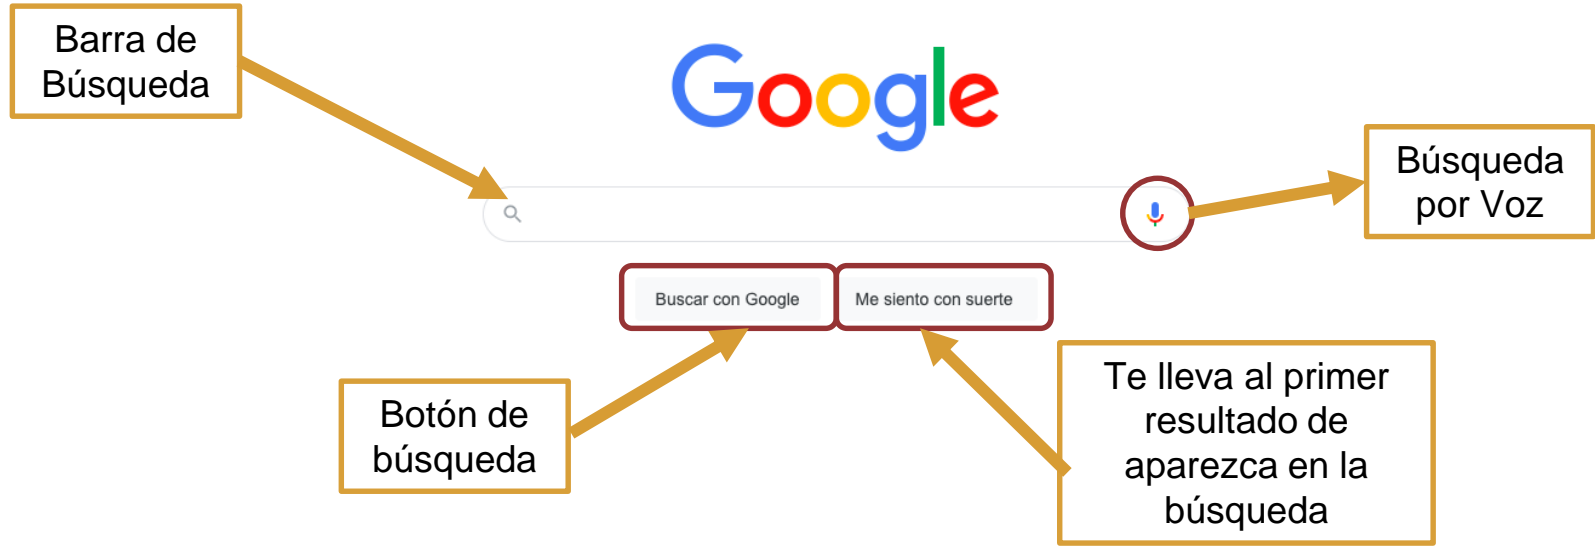 Barra de
Búsqueda
Google
Búsqueda
por Voz
Buscar con Google
Me siento con suerte
Botón de
búsqueda
Te lleva al primer
resultado de
aparezca en la
búsqueda